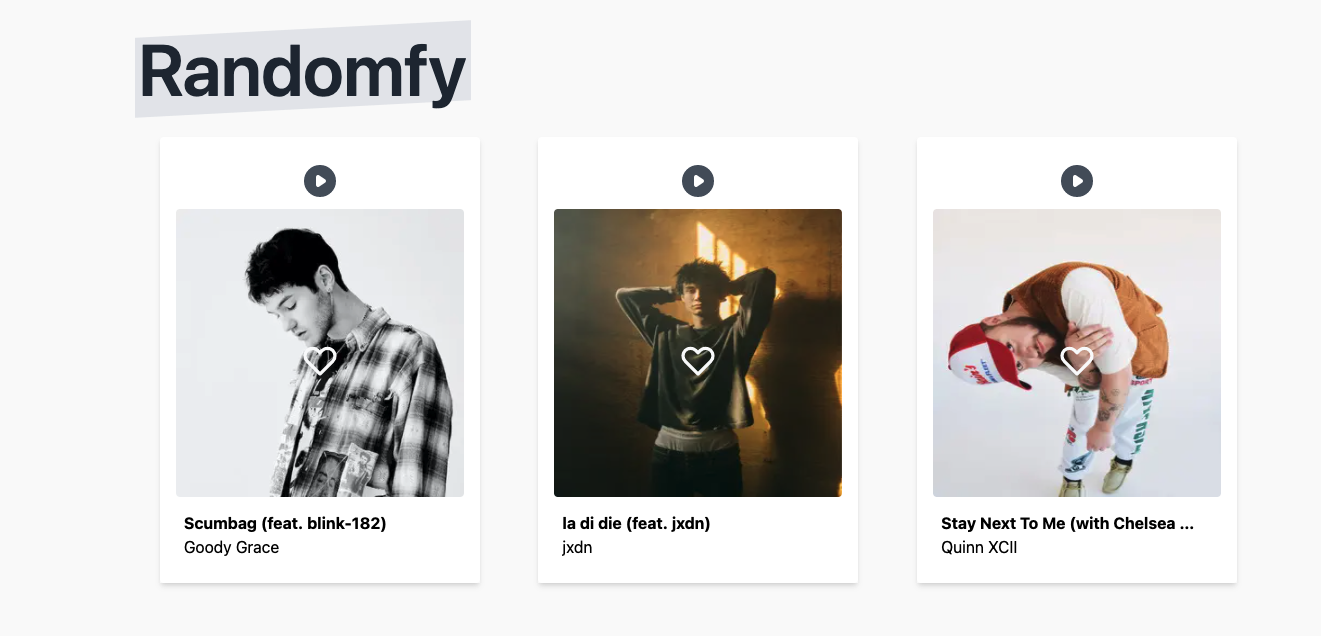 Randomfy
Scumbag (feat. blink-182)
Goody Grace
la di die (feat. jxdn)
jxdn
Stay Next To Me (with Chelsea ...
Quinn XCII